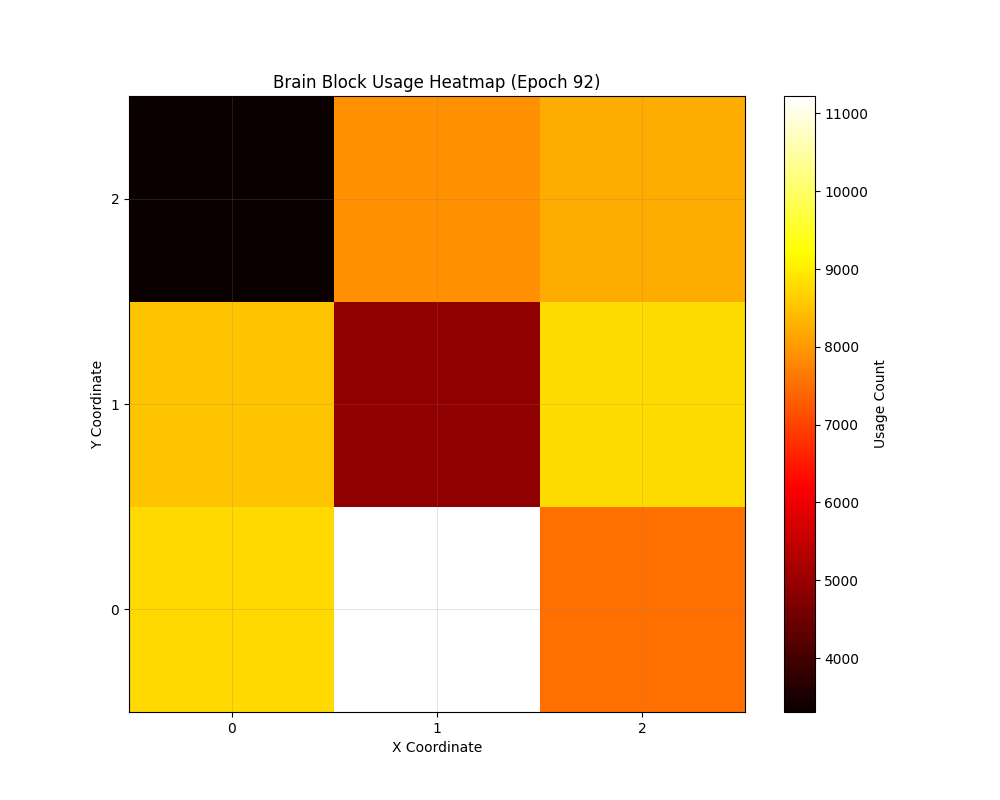 Brain Block Usage Heatmap (Epoch 92)
2
1
0
Y Coordinate
0 1 2
X Coordinate
11000
10000
9000
8000
7000
6000
5000
4000
Usage Count